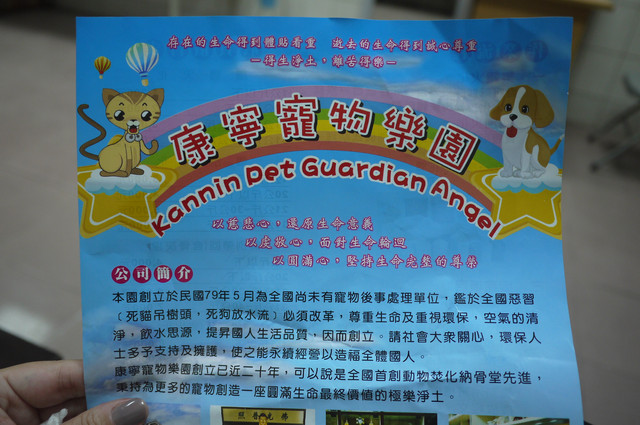 存在的生命得到體貼看重　逝去的生命得到誠心尊重
－得生淨土，離苦得樂－
康寧寵物樂園
Kannin Pet Guardian Angel
以慈悲心，還原生命意義
以虔敬心，面對生命輪迴
以圓滿心，堅持生命完整的尊榮
公司簡介
本園創立於民國79年5月為全國尚未有寵物後事處理單位，鑑於全國惡習
〔死貓吊樹頭，死狗放水流〕必須改革，尊重生命及重視環保，空氣的清
淨，飲水思源，提昇國人生活品質，因而創立。請社會大眾關心，環保人
士多予支持及擁護，使之能永續經營以造福全體國人。
康寧寵物樂園創立已近二十年，可以說是全國首創動物焚化納骨堂先進，
秉持為更多的寵物創造一座圓滿生命最終價值的極樂淨土。